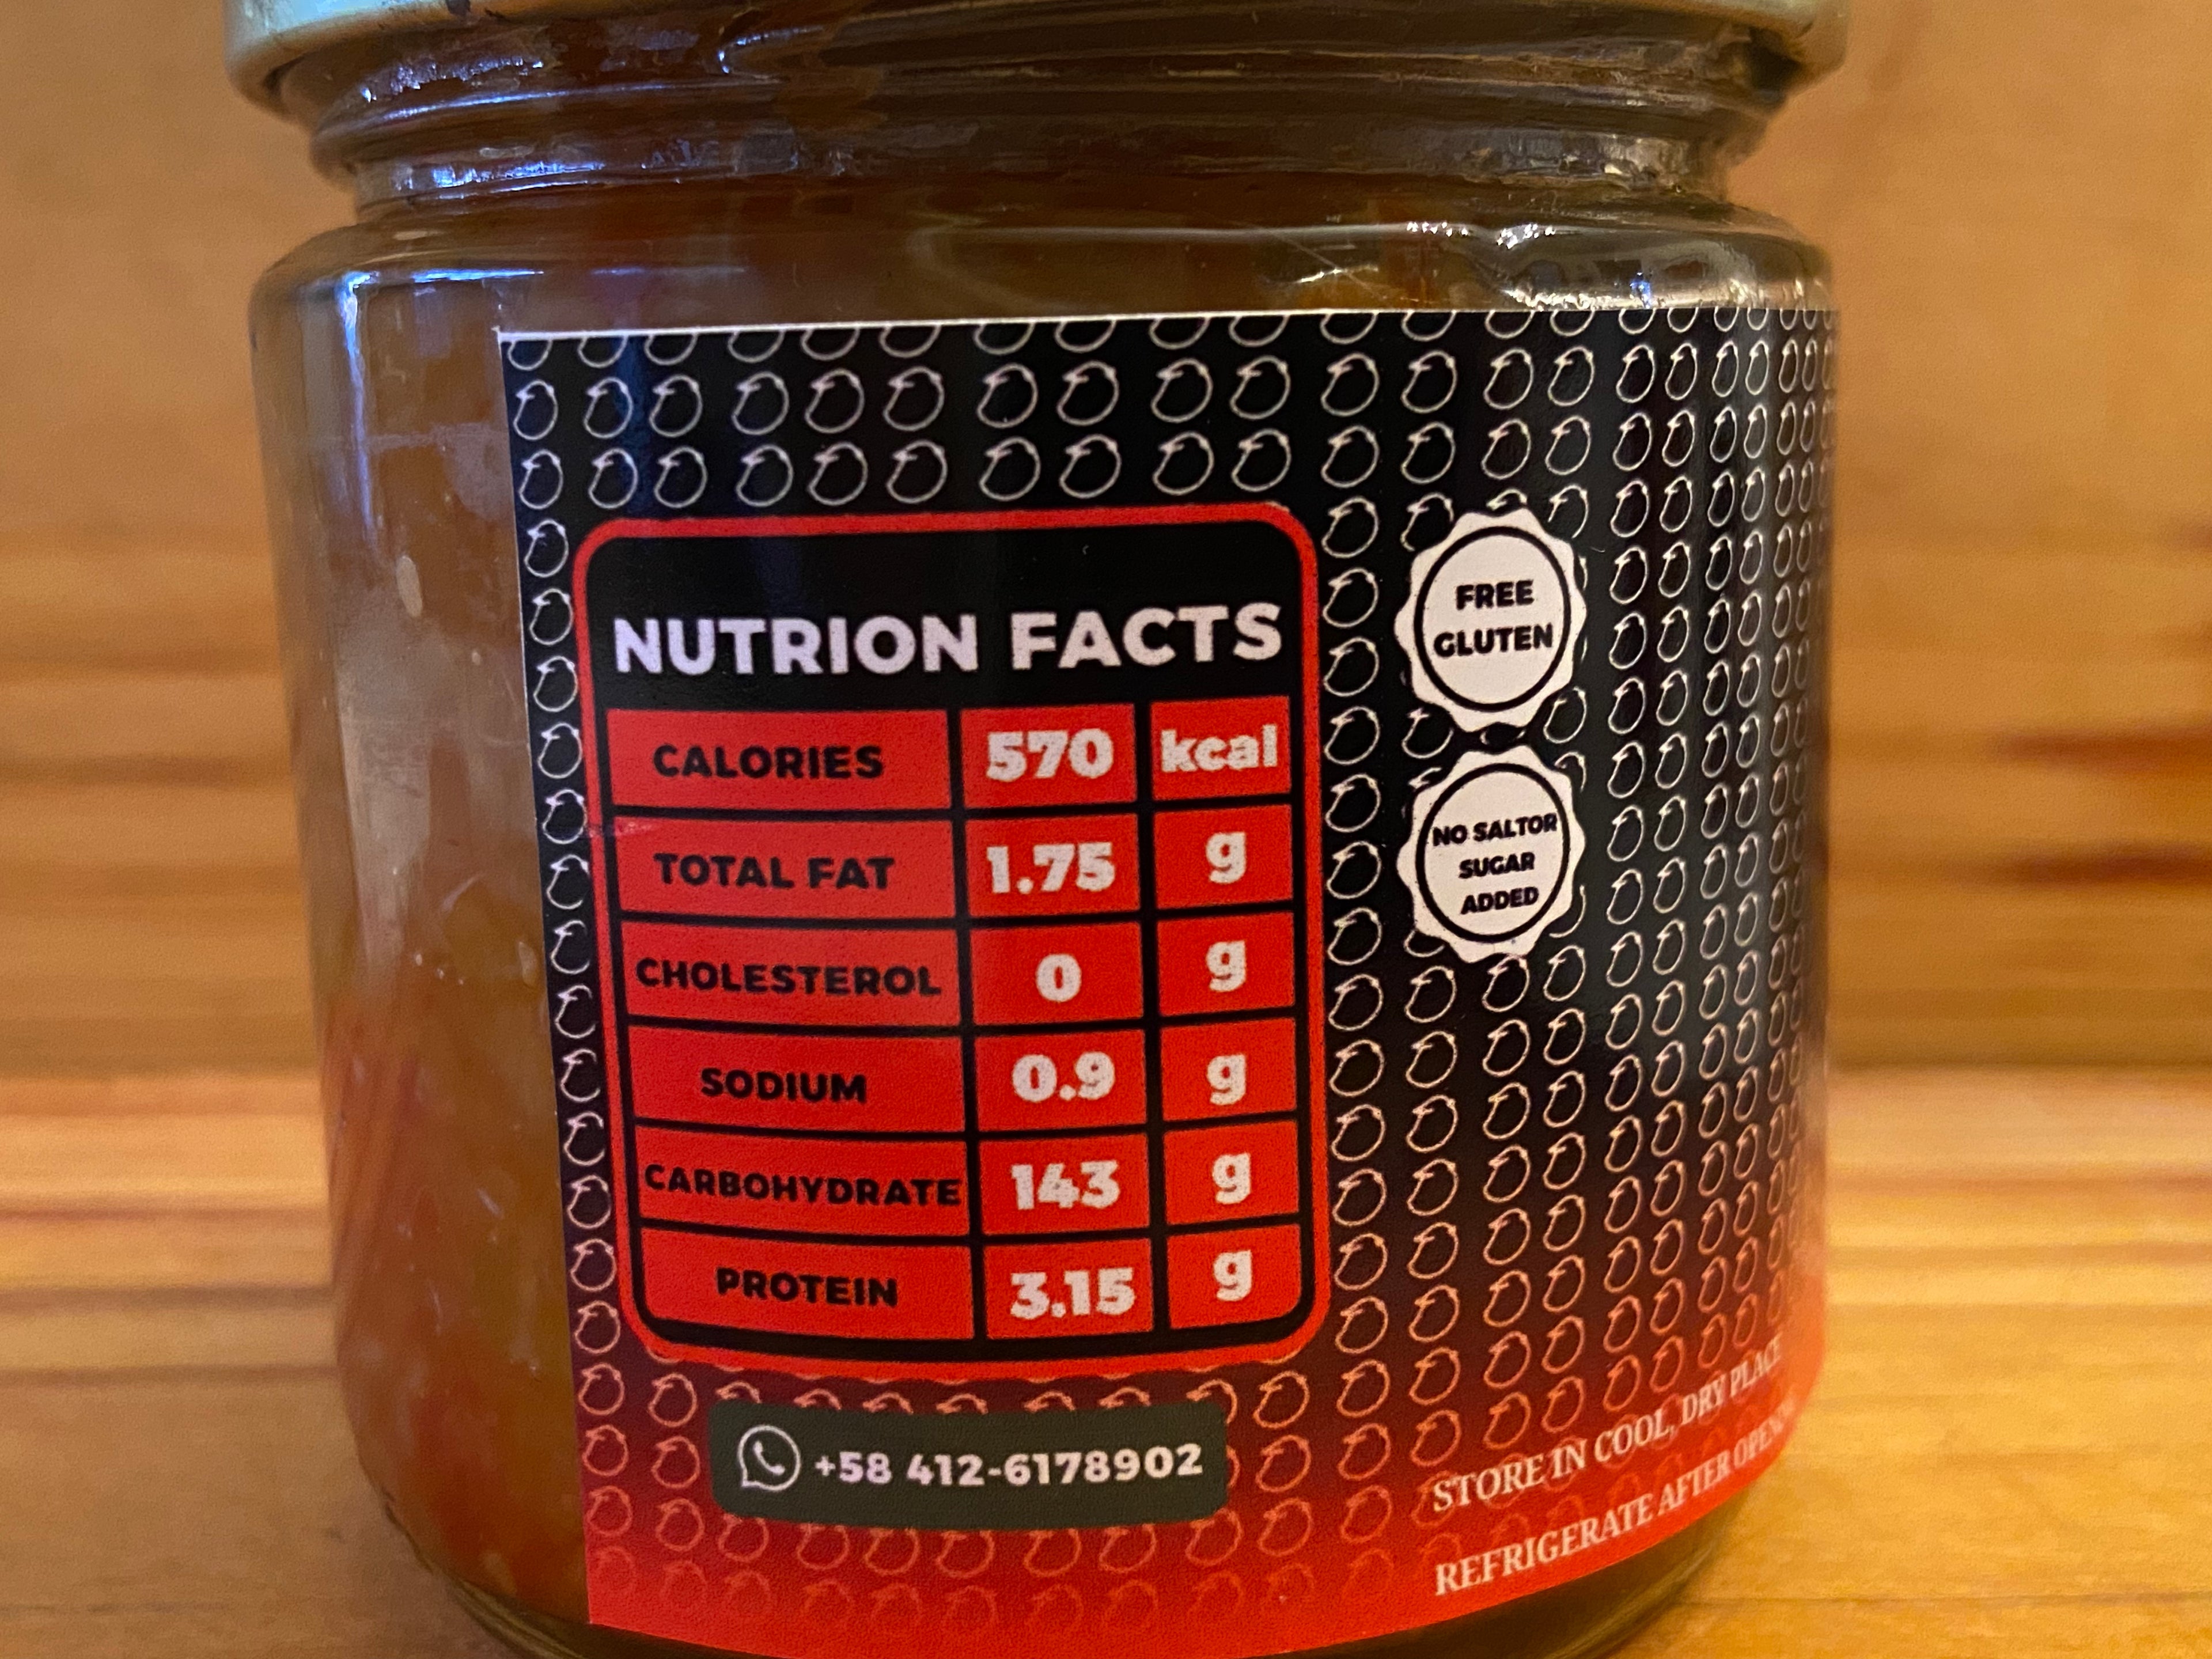 NUTRION FACTS
CALORIES 570 kcal
TOTAL FAT 1.75 g
CHOLESTEROL 0 g
SODIUM 0.9 g
CARBOHYDRATE 143 g
PROTEIN 3.15 g
+58 412-6178902
FREE
GLUTEN
NO SALTOR
SUGAR
ADDED
STORE IN COOL, DRY PLACE
REFRIGERATE AFTER